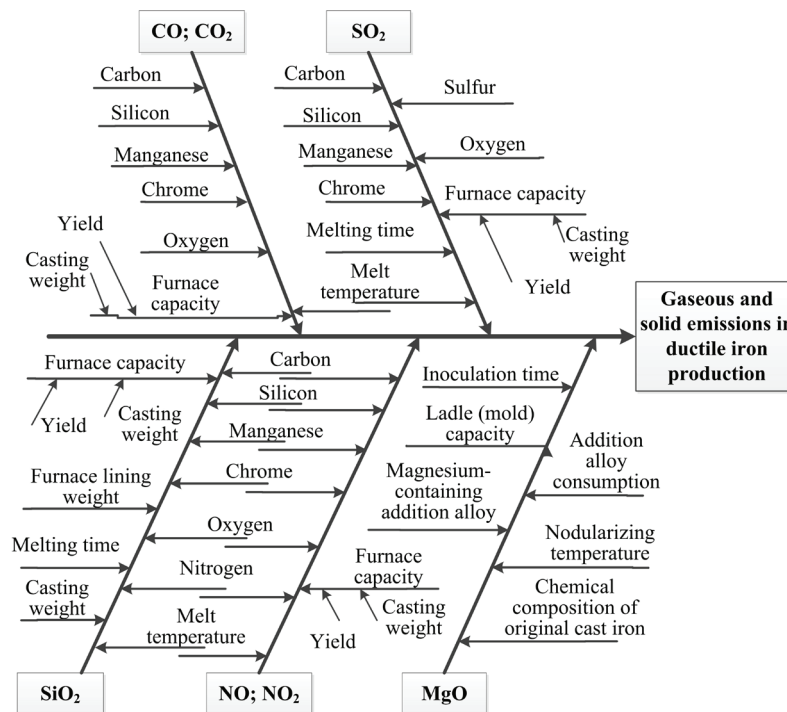 CO; CO₂
SO₂
Carbon
Silicon
Manganese
Chrome
Oxygen
Yield
Casting
weight
Furnace
capacity
Carbon
Silicon
Manganese
Chrome
Melting time
Melt
temperature
Sulfur
Oxygen
Furnace capacity
Casting
weight
Yield
Gaseous and
solid emissions in
ductile iron
production
Furnace capacity
Yield
Casting
weight
Furnace lining
weight
Melting time
Casting
weight
Carbon
Silicon
Manganese
Chrome
Oxygen
Nitrogen
Melt
temperature
Furnace
capacity
Casting
weight
Yield
Inoculation time
Ladle (mold)
capacity
Magnesium-
containing
addition alloy
Addition
alloy
consumption
Nodularizing
temperature
Chemical
composition of
original cast iron
SiO₂
NO; NO₂
MgO